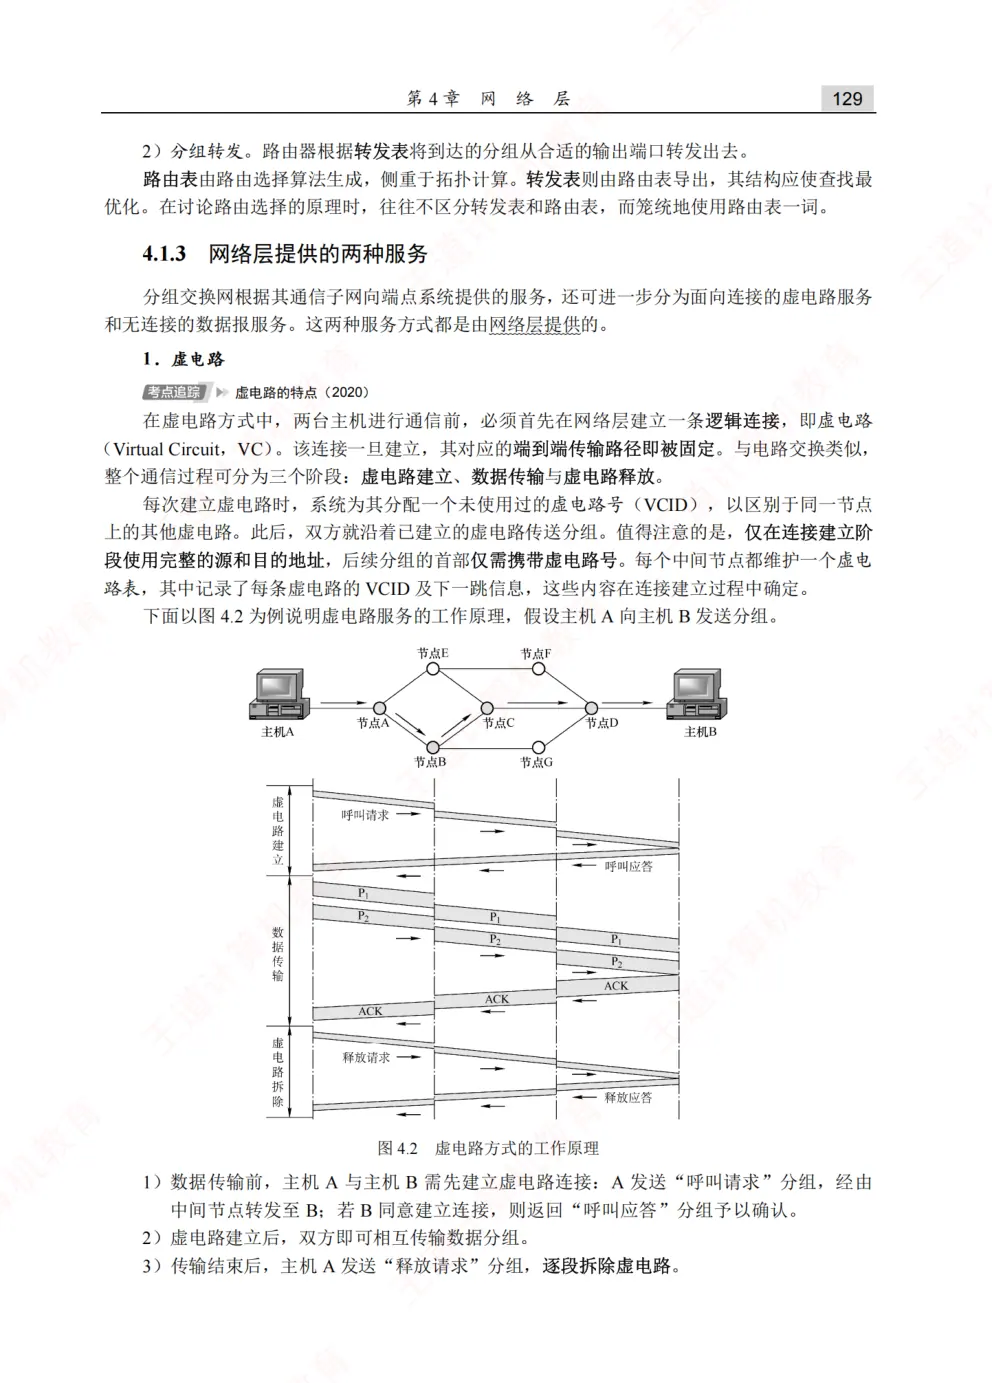 第4章 网 络 层 129
2）分组转发。路由器根据转发表将到达的分组从合适的输出端口转发出去。
路由表由路由选择算法生成，侧重于拓扑计算。转发表则由路由表导出，其结构应使查找最
优化。在讨论路由选择的原理时，往往不区分转发表和路由表，而笼统地使用路由表一词。
4.1.3 网络层提供的两种服务
分组交换网根据其通信子网向端点系统提供的服务，还可进一步分为面向连接的虚电路服务
和无连接的数据报服务。这两种服务方式都是由网络层提供的。
1．虚电路
考点追踪 虚电路的特点（2020）
在虚电路方式中，两台主机进行通信前，必须首先在网络层建立一条逻辑连接，即虚电路
（Virtual Circuit，VC）。该连接一旦建立，其对应的端到端传输路径即被固定。与电路交换类似，
整个通信过程可分为三个阶段：虚电路建立、数据传输与虚电路释放。
每次建立虚电路时，系统为其分配一个未使用过的虚电路号（VCID），以区别于同一节点
上的其他虚电路。此后，双方就沿着已建立的虚电路传送分组。值得注意的是，仅在连接建立阶
段使用完整的源和目的地址，后续分组的首部仅需携带虚电路号。每个中间节点都维护一个虚电
路表，其中记录了每条虚电路的 VCID 及下一跳信息，这些内容在连接建立过程中确定。
下面以图 4.2 为例说明虚电路服务的工作原理，假设主机 A 向主机 B 发送分组。
节点E 节点F
主机A 节点A 节点C 节点D 主机B
节点B 节点G
虚电路建立
呼叫请求
呼叫应答
数据传输
P1
P2 P1
P2 P1
P2
ACK
ACK
ACK
虚电路拆除
释放请求
释放应答
图 4.2 虚电路方式的工作原理
1）数据传输前，主机 A 与主机 B 需先建立虚电路连接：A 发送“呼叫请求”分组，经由
中间节点转发至 B；若 B 同意建立连接，则返回“呼叫应答”分组予以确认。
2）虚电路建立后，双方即可相互传输数据分组。
3）传输结束后，主机 A 发送“释放请求”分组，逐段拆除虚电路。